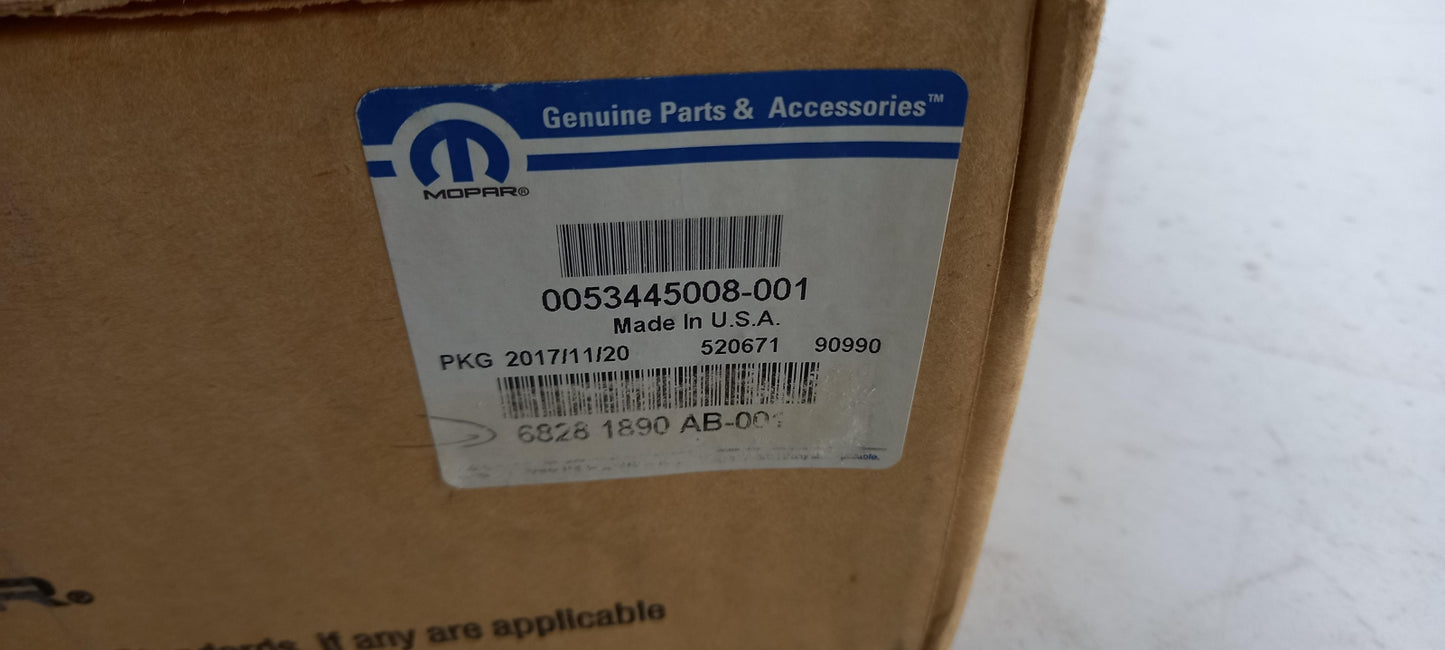 Genuine Parts & Accessories™
MOPAR®
0053445008-001
Made In U.S.A.
PKG 2017/11/20 520671 90990
6828 1890 AB-001
R®
if any are applicable